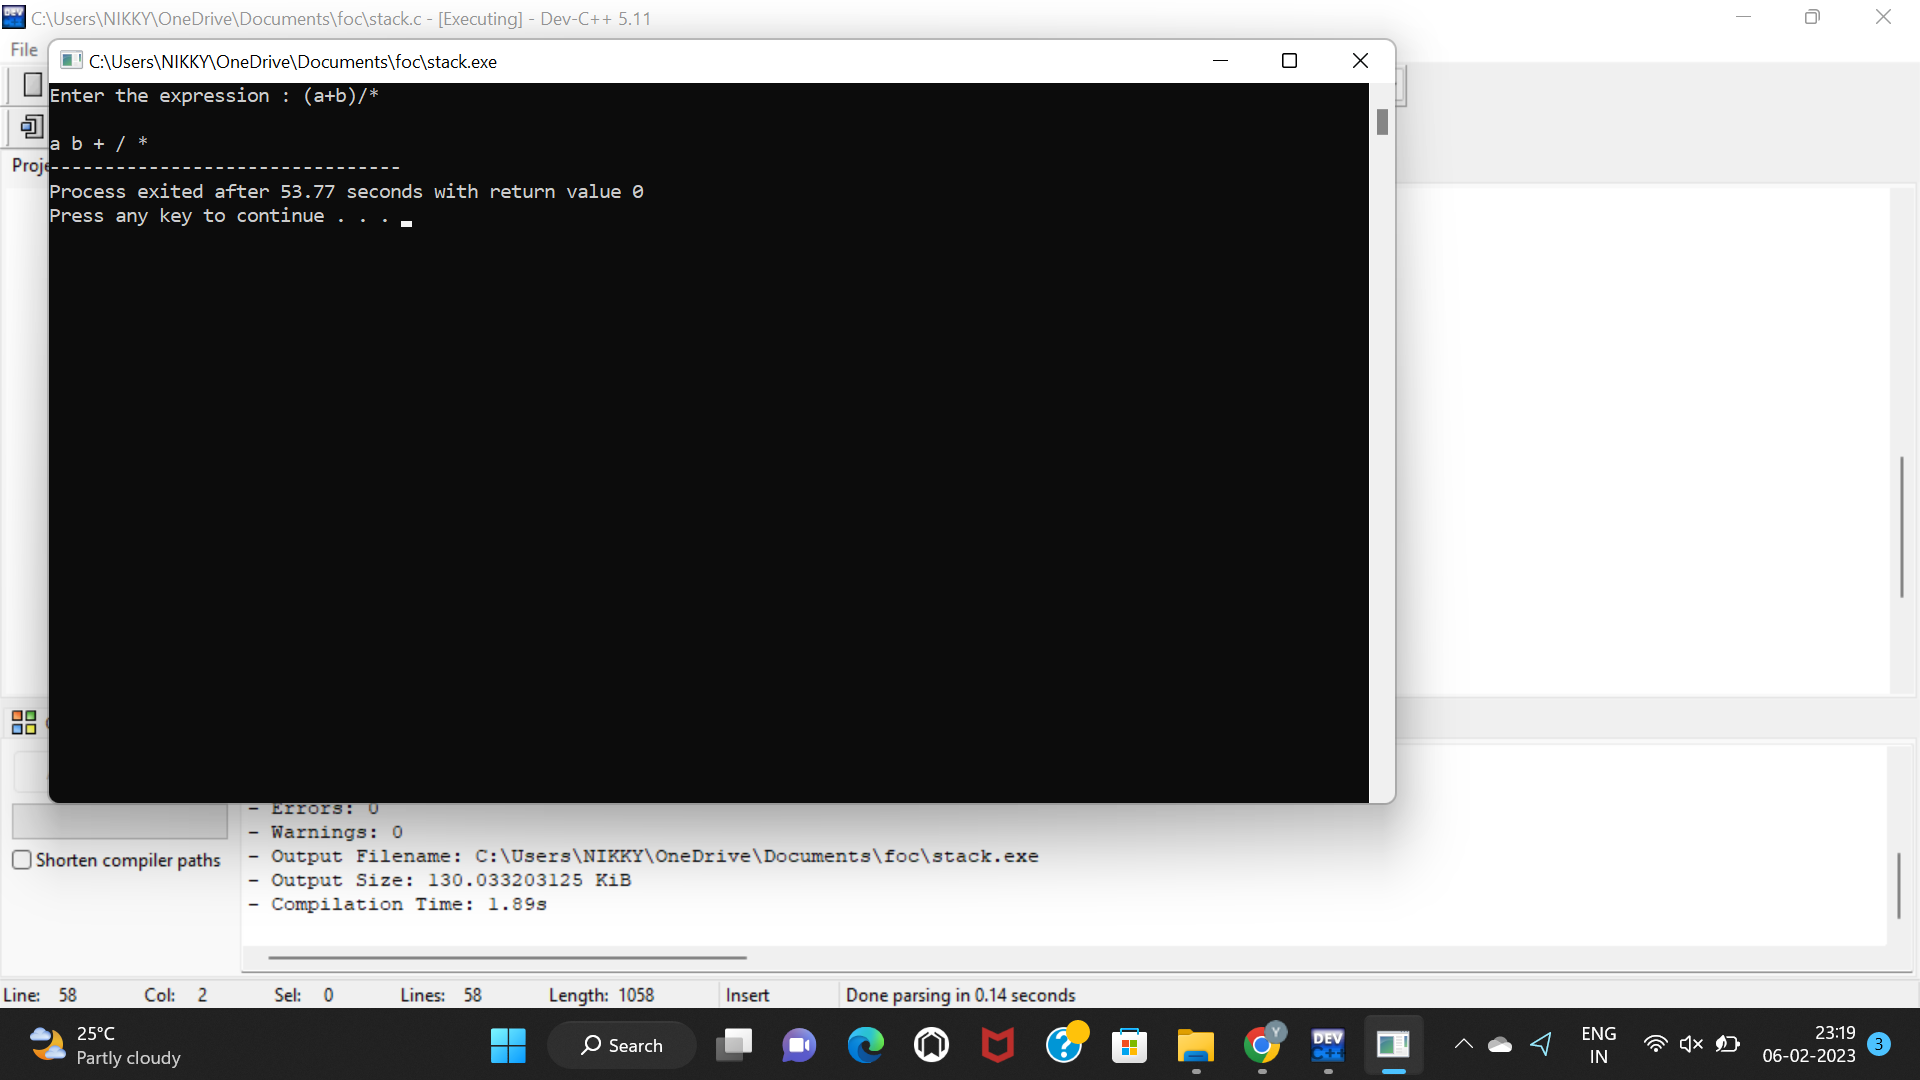 C:\Users\NIKKY\OneDrive\Documents\foc\stack.c - [Executing] - Dev-C++ 5.11
File
C:\Users\NIKKY\OneDrive\Documents\foc\stack.exe
Enter the expression : (a+b)/*
a b + / *
--------------------------------
Process exited after 53.77 seconds with return value 0
Press any key to continue . . .
Proje
- Errors: 0
- Warnings: 0
- Output Filename: C:\Users\NIKKY\OneDrive\Documents\foc\stack.exe
- Output Size: 130.033203125 KiB
- Compilation Time: 1.89s
Shorten compiler paths
Line: 58 Col: 2 Sel: 0 Lines: 58 Length: 1058 Insert Done parsing in 0.14 seconds
25°C
Partly cloudy
Search
DEV
C++
Y
ENG
IN
23:19
06-02-2023
3